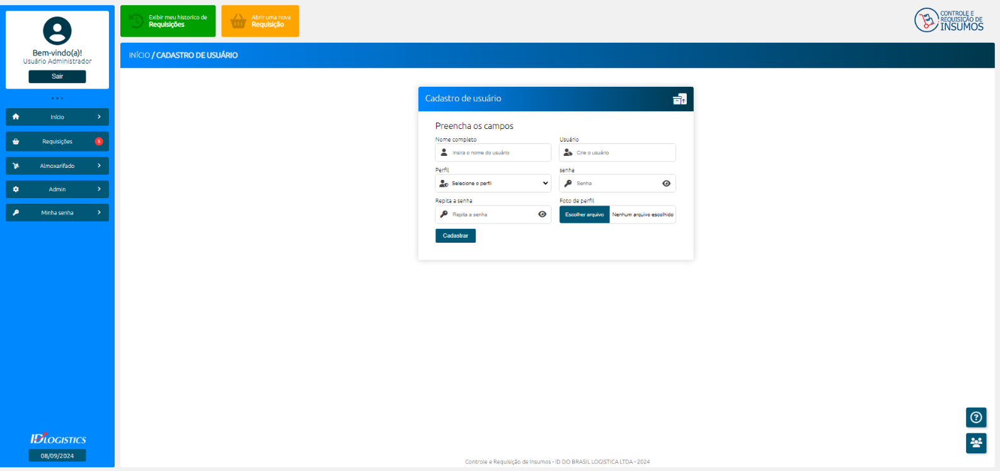 Bem-vindo(a)!
Usuário Administrador
Sair
Início
Requisições
5
Almoxarifado
Admin
Minha senha
IDLOGISTICS
08/09/2024
Exibir meu historico de
Requisições
Abrir uma nova
Requisição
CONTROLE E
REQUISIÇÃO DE
INSUMOS
INÍCIO / CADASTRO DE USUÁRIO
Cadastro de usuário
Preencha os campos
Nome completo
Usuário
Insira o nome do usuário
Crie o usuário
Perfil
senha
Selecione o perfil
Senha
Repita a senha
Foto de perfil
Repita a senha
Escolher arquivo Nenhum arquivo escolhido
Cadastrar
Controle e Requisição de Insumos - ID DO BRASIL LOGISTICA LTDA - 2024